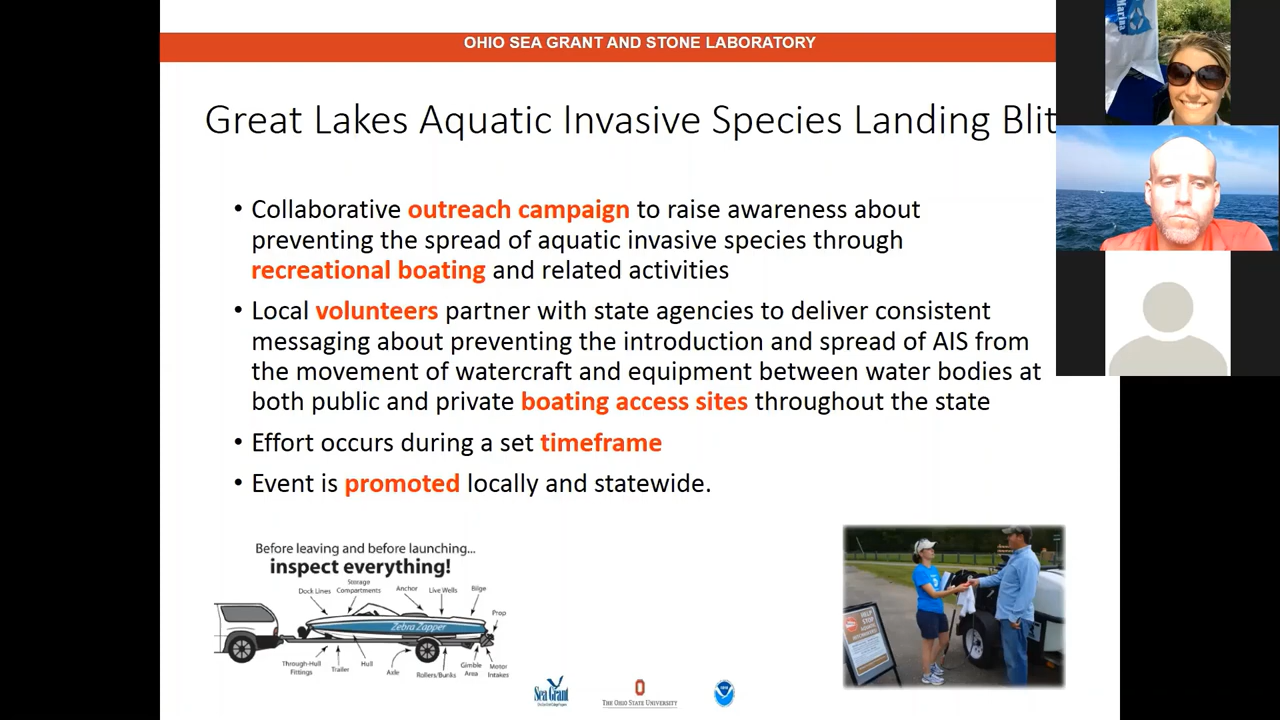 OHIO SEA GRANT AND STONE LABORATORY
Marina
Great Lakes Aquatic Invasive Species Landing Blit
• Collaborative outreach campaign to raise awareness about
preventing the spread of aquatic invasive species through
recreational boating and related activities
• Local volunteers partner with state agencies to deliver consistent
messaging about preventing the introduction and spread of AIS from
the movement of watercraft and equipment between water bodies at
both public and private boating access sites throughout the state
• Effort occurs during a set timeframe
• Event is promoted locally and statewide.
Before leaving and before launching...
inspect everything!
Dock Lines
Storage
Compartments
Anchor
Live Wells
Bilge
Prop
Zebra Zapper
Through-Hull
Fittings
Trailer
Hull
Axle
Rollers/Bunks
Gimble
Area
Motor
Intakes
HELP
STOP
Sea Grant
THE OHIO STATE UNIVERSITY